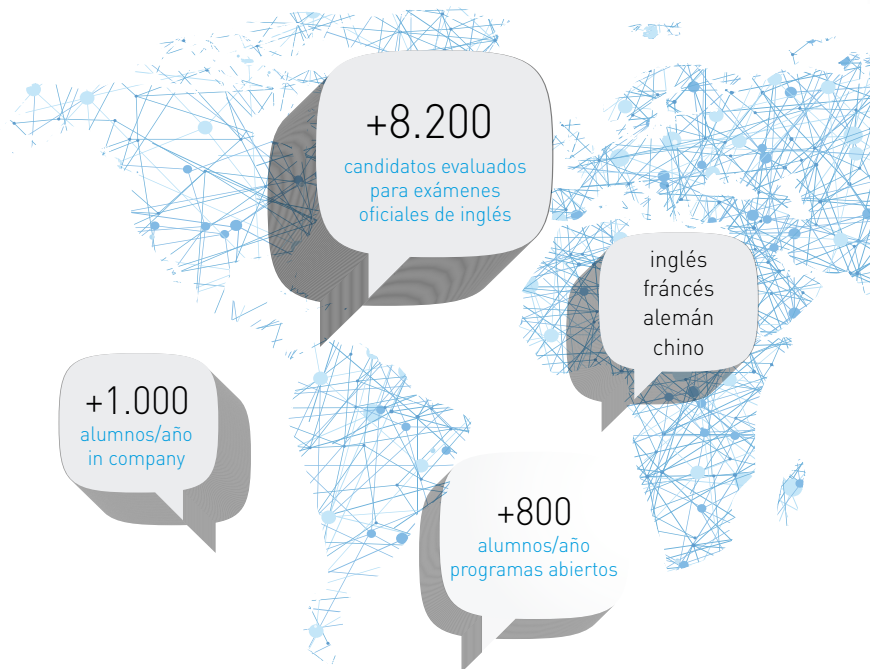 +8.200
candidatos evaluados
para exámenes
oficiales de inglés
inglés
fráncés
alemán
chino
+1.000
alumnos/año
in company
+800
alumnos/año
programas abiertos